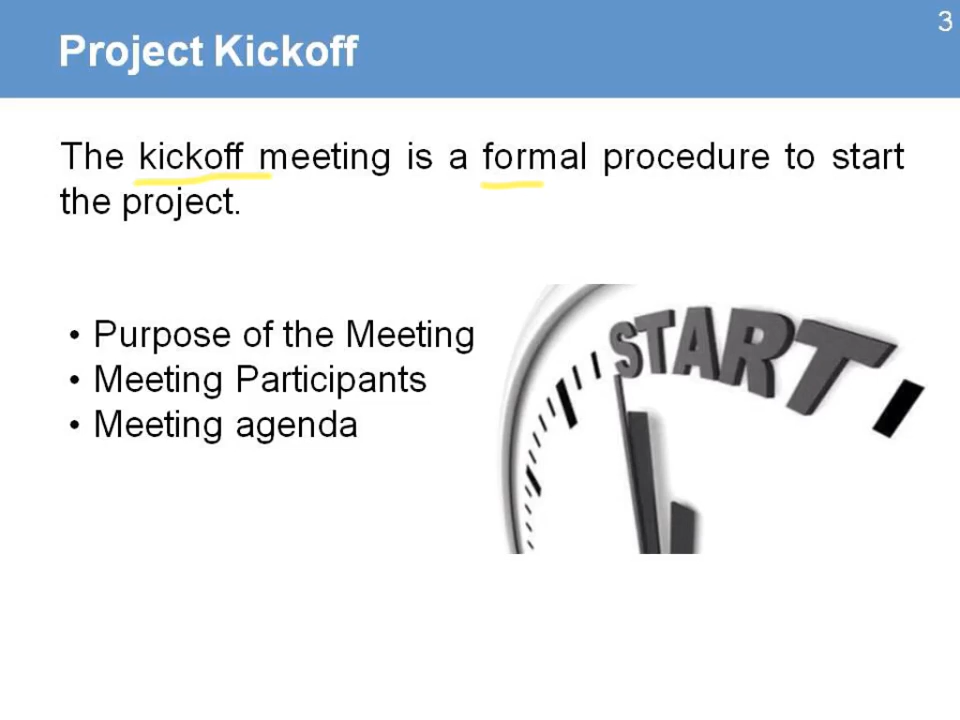 3
Project Kickoff
The kickoff meeting is a formal procedure to start
the project.
• Purpose of the Meeting
• Meeting Participants
• Meeting agenda
START